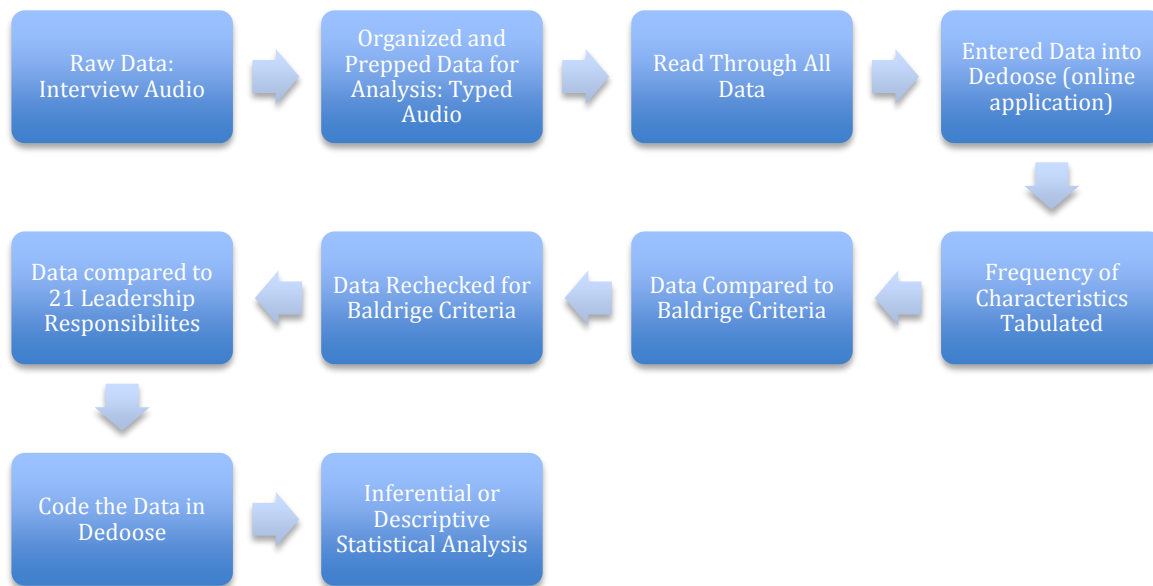 Raw Data:
Interview Audio
Organized and
Prepped Data for
Analysis: Typed
Audio
Read Through All
Data
Entered Data into
Dedoose (online
application)
Frequency of
Characteristics
Tabulated
Data Compared to
Baldrige Criteria
Data Rechecked for
Baldrige Criteria
Data compared to
21 Leadership
Responsibilites
Code the Data in
Dedoose
Inferential or
Descriptive
Statistical Analysis